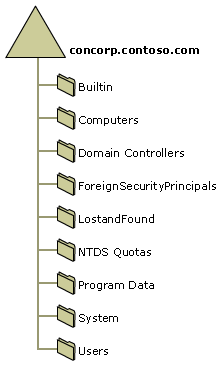 concorp.contoso.com
Builtin
Computers
Domain Controllers
ForeignSecurityPrincipals
LostandFound
NTDS Quotas
Program Data
System
Users